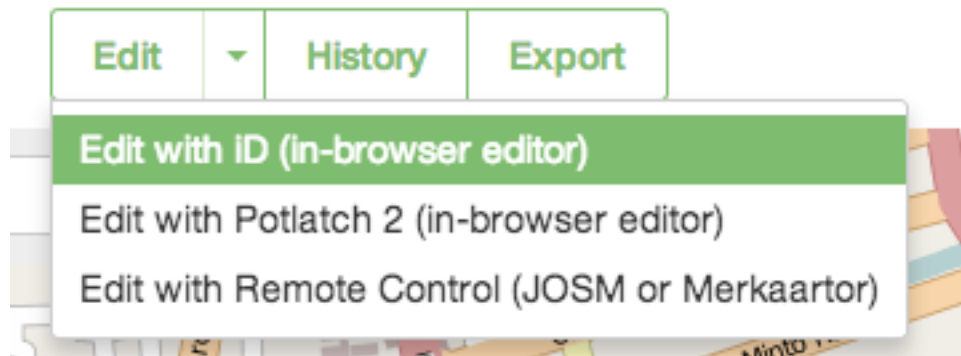 Edit History Export
Edit with iD (in-browser editor)
Edit with Potlatch 2 (in-browser editor)
Edit with Remote Control (JOSM or Merkaartor)
Minto